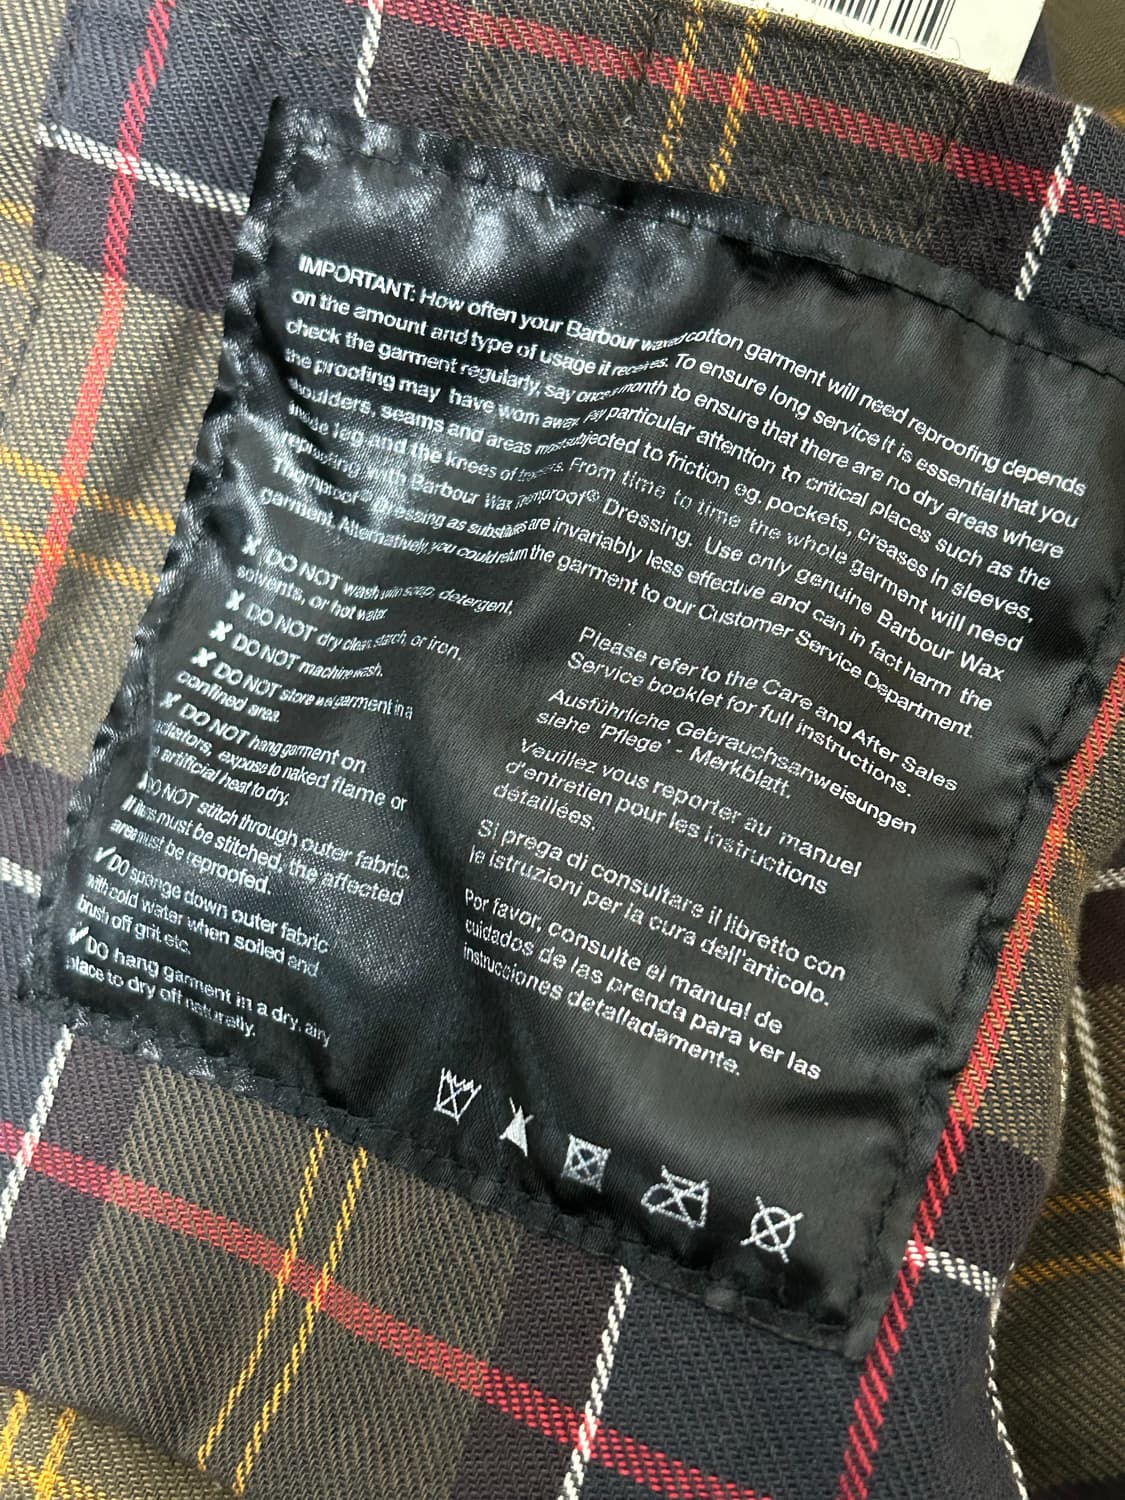 IMPORTANT: How often your Barbour waxed cotton garment will need reproofing depends
on the amount and type of usage it receives. To ensure long service it is essential that you
check the garment regularly, say once a month to ensure that there are no dry areas where
the proofing may have worn away. Pay particular attention to critical places such as the
shoulders, seams and areas most subjected to friction eg. pockets, creases in sleeves,
inside leg and the knees of trousers. From time to time the whole garment will need
reproofing with Barbour Wax Thornproof® Dressing. Use only genuine Barbour Wax
Thornproof® Dressing as substitutes are invariably less effective and can in fact harm the
garment. Alternatively, you could return the garment to our Customer Service Department.
✗ DO NOT wash with soap, detergent,
solvents, or hot water.
✗ DO NOT dry clean, starch, or iron.
✗ DO NOT machine wash.
✗ DO NOT store wet garment in a
confined area.
✗ DO NOT hang garment on
radiators, expose to naked flame or
artificial heat to dry.
DO NOT stitch through outer fabric.
If must be stitched, the affected
area must be reproofed.
✓ DO sponge down outer fabric
with cold water when soiled and
brush off grit etc.
✓ DO hang garment in a dry, airy
place to dry off naturally.
Please refer to the Care and After Sales
Service booklet for full instructions.
Ausführliche Gebrauchsanweisungen
siehe 'Pflege' - Merkblatt.
Veuillez vous reporter au manuel
d'entretien pour les instructions
détaillées.
Si prega di consultare il libretto con
le istruzioni per la cura dell'articolo.
Por favor, consulte el manual de
cuidados de las prenda para ver las
instrucciones detalladamente.